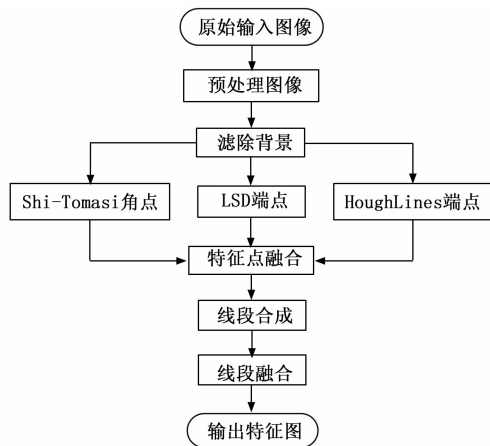 原始输入图像
预处理图像
滤除背景
Shi-Tomasi角点
LSD端点
HoughLines端点
特征点融合
线段合成
线段融合
输出特征图